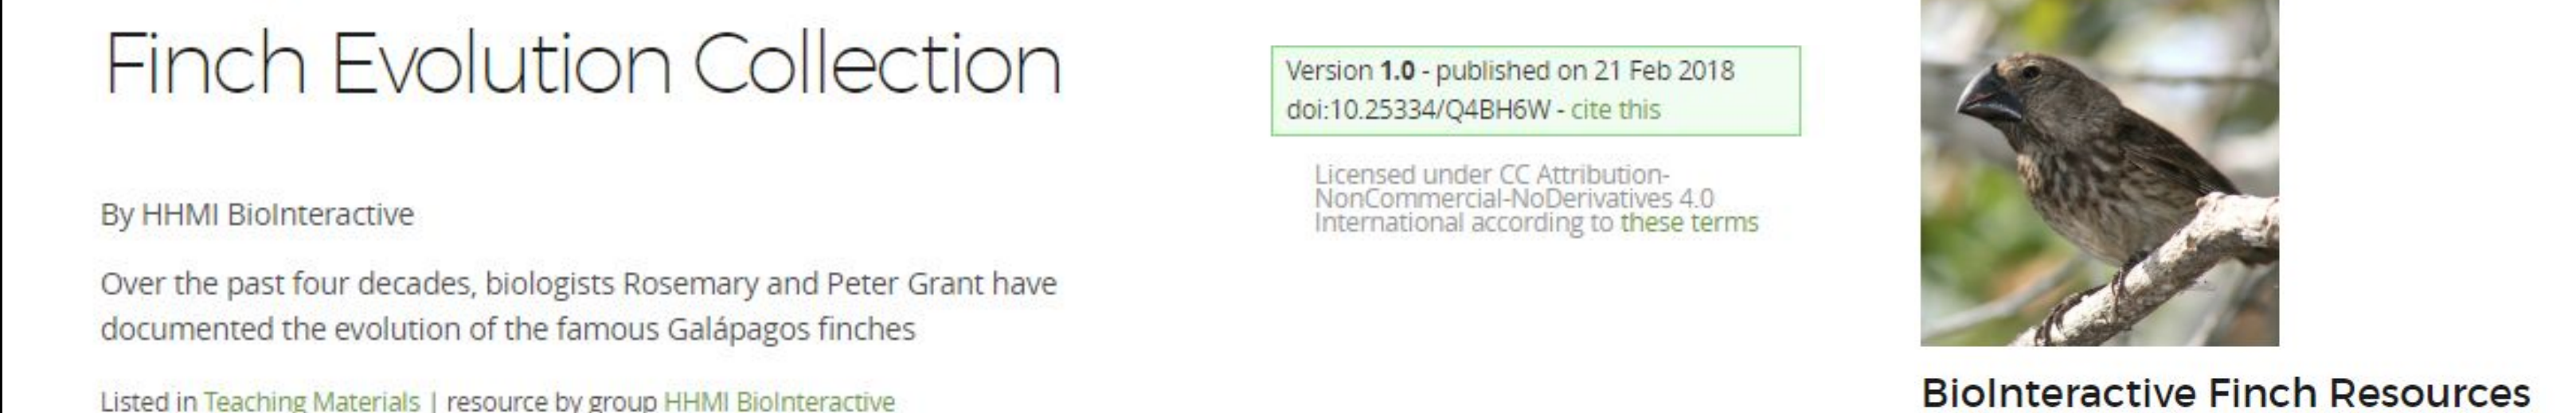 Finch Evolution Collection
By HHMI BioInteractive
Over the past four decades, biologists Rosemary and Peter Grant have
documented the evolution of the famous Galápagos finches
Listed in Teaching Materials | resource by group HHMI BioInteractive
Version 1.0 - published on 21 Feb 2018
doi:10.25334/Q4BH6W - cite this
Licensed under CC Attribution-
NonCommercial-NoDerivatives 4.0
International according to these terms
BioInteractive Finch Resources